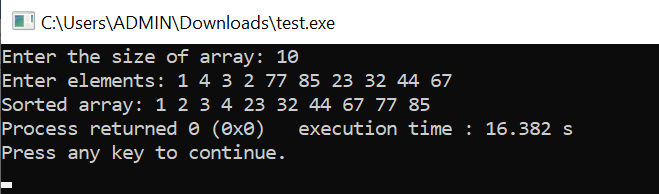 C:\Users\ADMIN\Downloads\test.exe
Enter the size of array: 10
Enter elements: 1 4 3 2 77 85 23 32 44 67
Sorted array: 1 2 3 4 23 32 44 67 77 85
Process returned 0 (0x0)   execution time : 16.382 s
Press any key to continue.